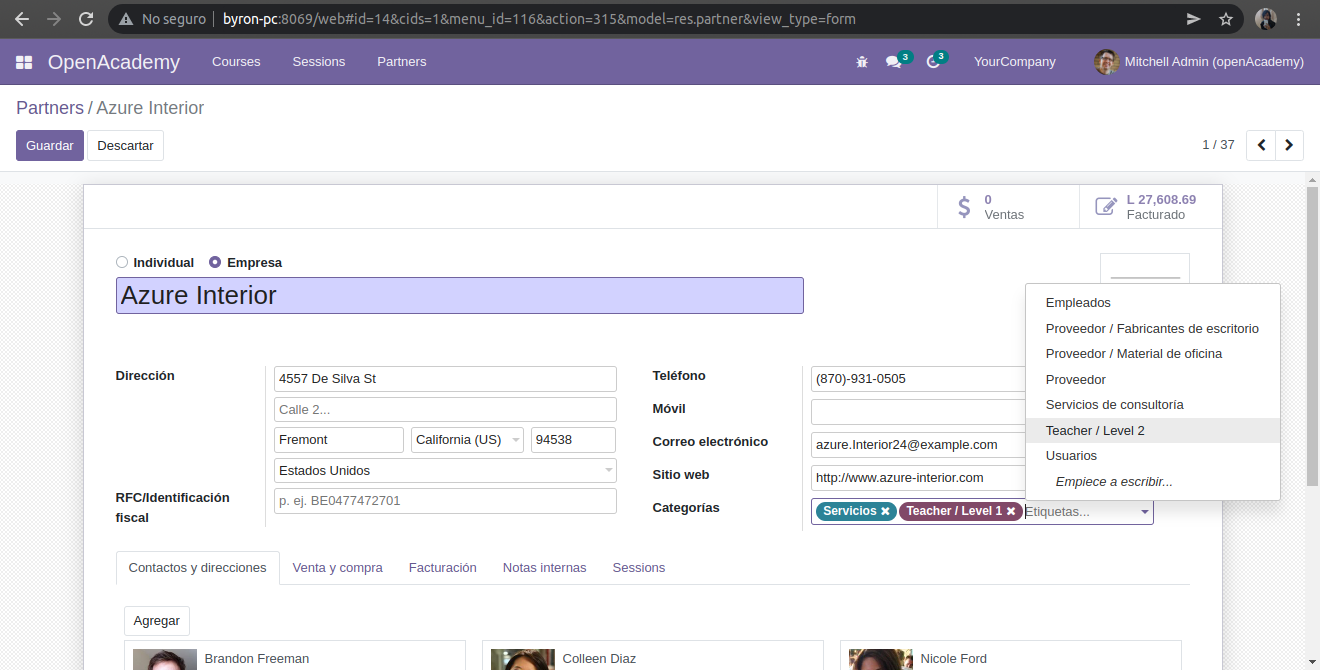 No seguro byron-pc:8069/web#id=14&cids=1&menu_id=116&action=315&model=res.partner&view_type=form
OpenAcademy Courses Sessions Partners 3 3 YourCompany Mitchell Admin (openAcademy)
Partners / Azure Interior
Guardar Descartar 1 / 37
0
Ventas
L 27,608.69
Facturado
Individual Empresa
Azure Interior
Empleados
Proveedor / Fabricantes de escritorio
Proveedor / Material de oficina
Proveedor
Servicios de consultoría
Teacher / Level 2
Usuarios
Empiece a escribir...
Dirección 4557 De Silva St
Calle 2...
Fremont California (US) 94538
Estados Unidos
RFC/Identificación
fiscal
p. ej. BE0477472701
Teléfono (870)-931-0505
Móvil
Correo electrónico azure.Interior24@example.com
Sitio web http://www.azure-interior.com
Categorías Servicios Teacher / Level 1 Etiquetas...
Contactos y direcciones Venta y compra Facturación Notas internas Sessions
Agregar
Brandon Freeman Colleen Diaz Nicole Ford